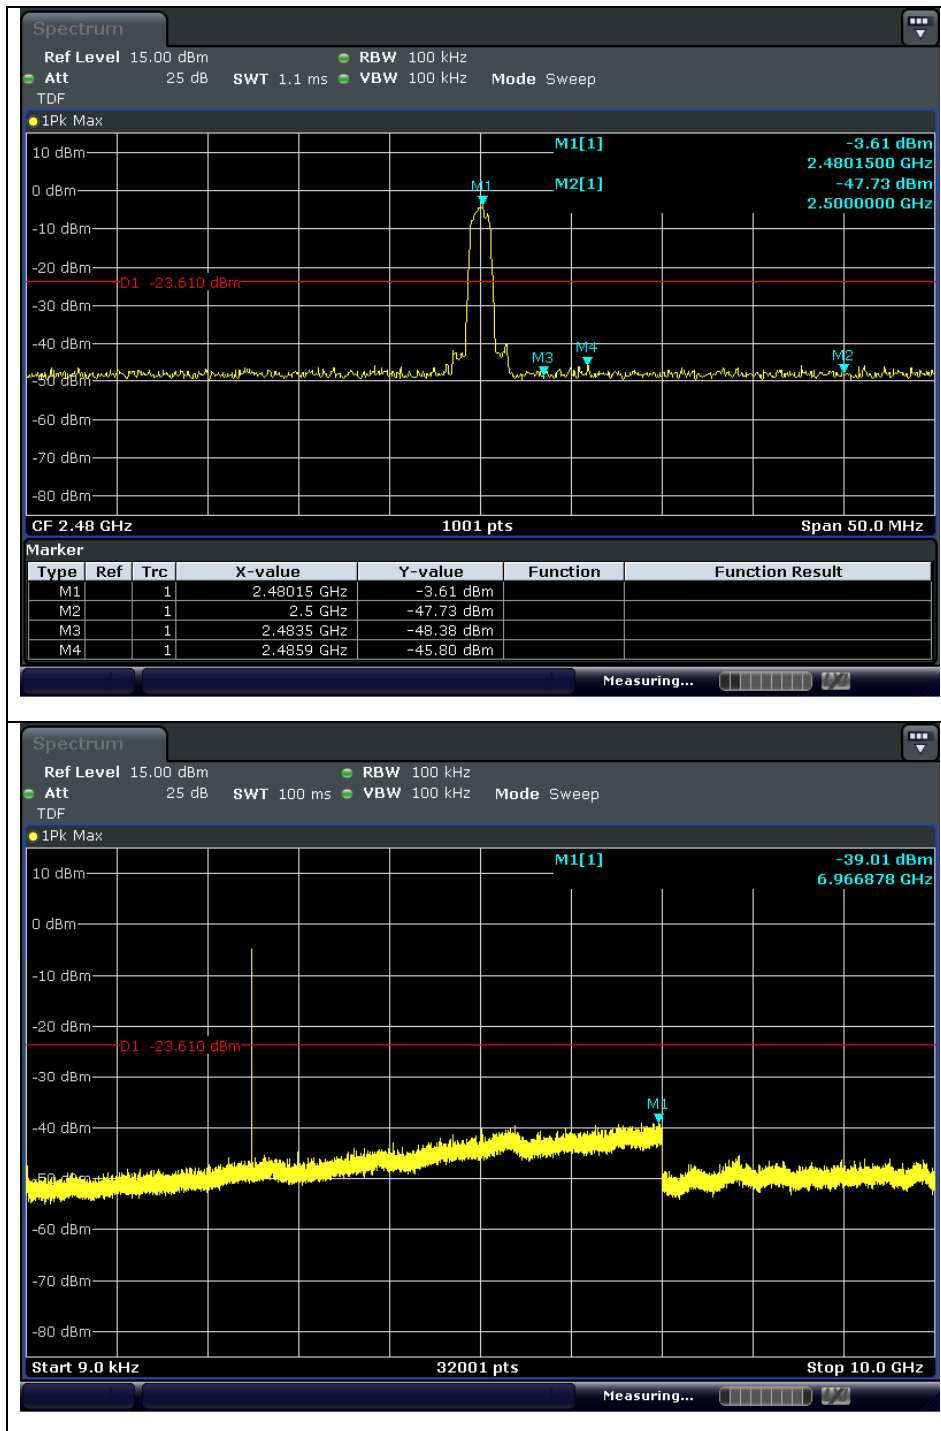 Spectrum
Ref Level 15.00 dBm RBW 100 kHz
Att 25 dB SWT 1.1 ms VBW 100 kHz Mode Sweep
TDF
1Pk Max
M1[1] -3.61 dBm
2.4801500 GHz
M2[1] -47.73 dBm
2.5000000 GHz
10 dBm
0 dBm
M1
-10 dBm
-20 dBm
D1 -23.610 dBm
-30 dBm
-40 dBm
M3 M4 M2
-50 dBm
-60 dBm
-70 dBm
-80 dBm
CF 2.48 GHz 1001 pts Span 50.0 MHz
Marker
Type Ref Trc X-value Y-value Function Function Result
M1 1 2.48015 GHz -3.61 dBm
M2 1 2.5 GHz -47.73 dBm
M3 1 2.4835 GHz -48.38 dBm
M4 1 2.4859 GHz -45.80 dBm
Measuring...
Spectrum
Ref Level 15.00 dBm RBW 100 kHz
Att 25 dB SWT 100 ms VBW 100 kHz Mode Sweep
TDF
1Pk Max
M1[1] -39.01 dBm
6.966878 GHz
10 dBm
0 dBm
-10 dBm
-20 dBm
D1 -23.610 dBm
-30 dBm
M1
-40 dBm
-50 dBm
-60 dBm
-70 dBm
-80 dBm
Start 9.0 kHz 32001 pts Stop 10.0 GHz
Measuring...